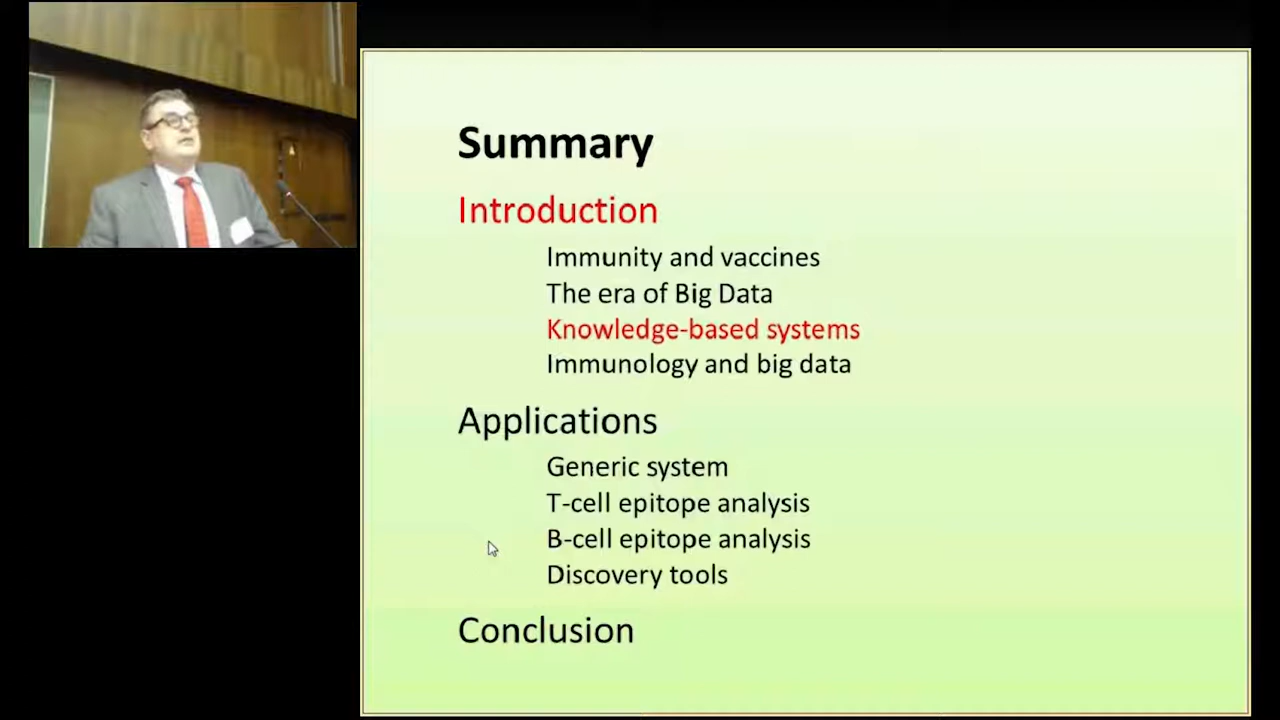 Summary
Introduction
Immunity and vaccines
The era of Big Data
Knowledge-based systems
Immunology and big data
Applications
Generic system
T-cell epitope analysis
B-cell epitope analysis
Discovery tools
Conclusion